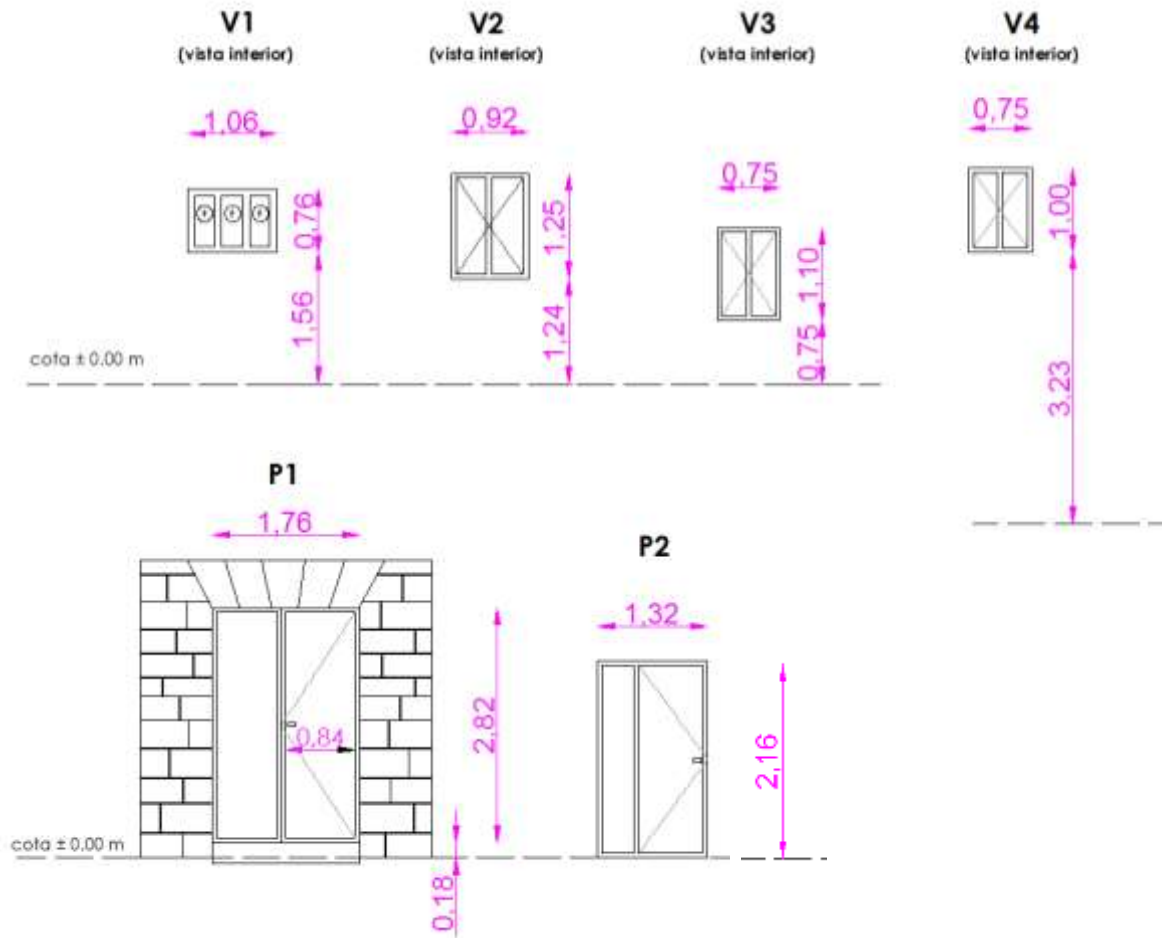 V1
(vista interior)
V2
(vista interior)
V3
(vista interior)
V4
(vista interior)
1,06
0,92
0,75
0,75
0,76
1,25
1,10
1,00
1,56
1,24
0,75
3,23
cota ± 0.00 m
P1
1,76
P2
1,32
2,82
0,84
2,16
cota ± 0.00 m
0,18